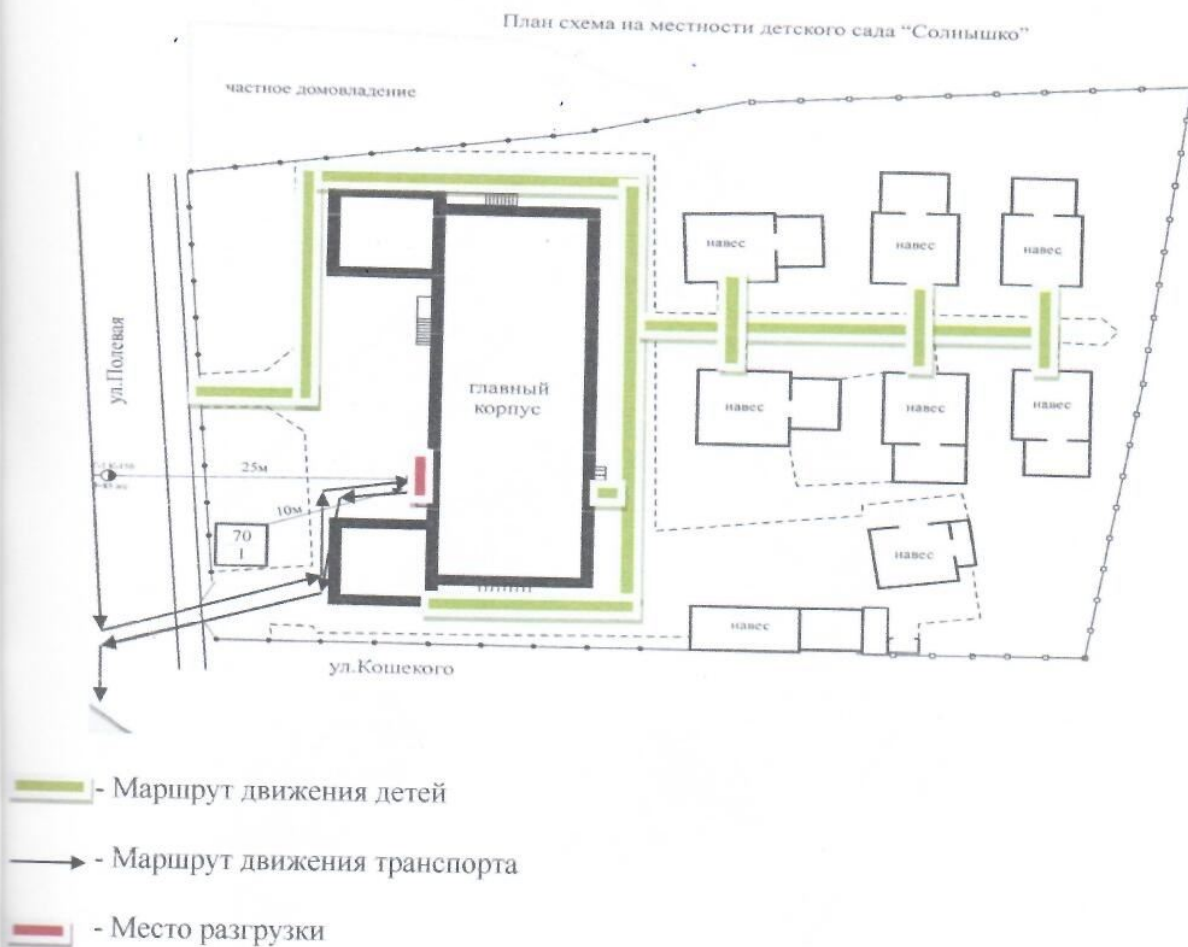 План схема на местности детского сада “Солнышко”
частное домовладение
навес
навес
навес
ул.Полевая
главный
корпус
навес
навес
навес
25м
10м
70
1
навес
навес
ул.Кошекого
- Маршрут движения детей
- Маршрут движения транспорта
- Место разгрузки